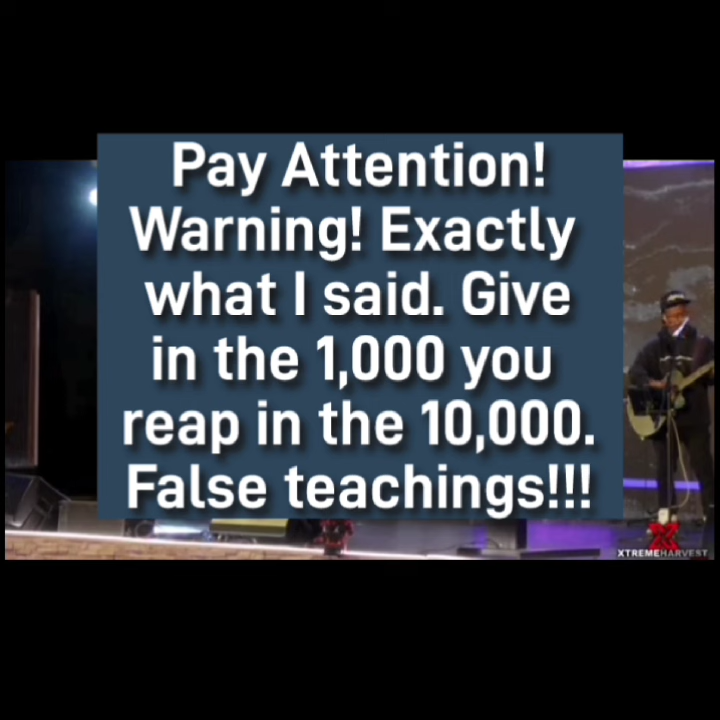 Pay Attention!
Warning! Exactly
what I said. Give
in the 1,000 you
reap in the 10,000.
False teachings!!!
XTREMEHARVEST